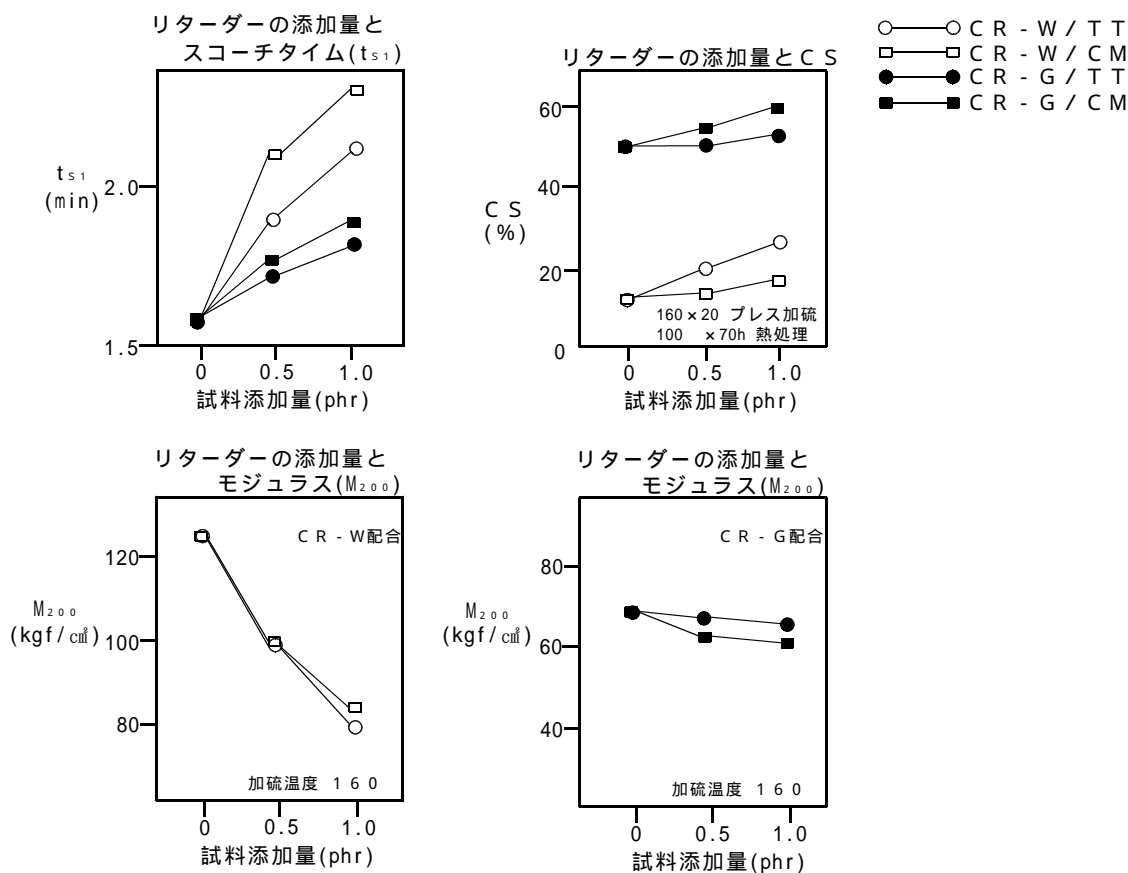 リターダーの添加量と
スコーチタイム(tS1)
2.0
1.5
tS1
(min)
0 0.5 1.0
試料添加量(phr)
リターダーの添加量とCS
60
40
20
0
CS
(%)
160×20 プレス加硫
100 ×70h 熱処理
0 0.5 1.0
試料添加量(phr)
CR-W/TT
CR-W/CM
CR-G/TT
CR-G/CM
リターダーの添加量と
モジュラス(M200)
CR-W配合
120
100
80
M200
(kgf/㎠)
加硫温度 160
0 0.5 1.0
試料添加量(phr)
リターダーの添加量と
モジュラス(M200)
CR-G配合
80
60
40
M200
(kgf/㎠)
加硫温度 160
0 0.5 1.0
試料添加量(phr)